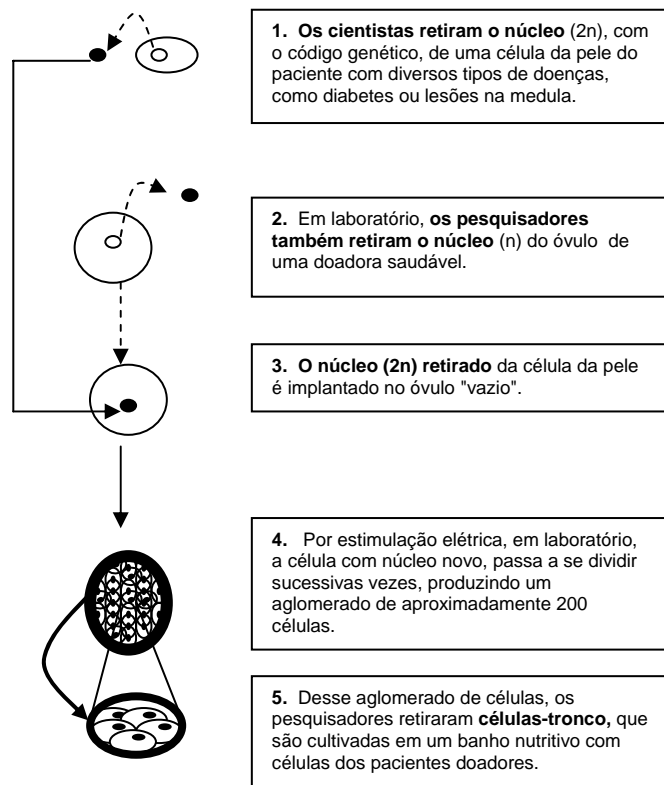 1. Os cientistas retiram o núcleo (2n), com
o código genético, de uma célula da pele do
paciente com diversos tipos de doenças,
como diabetes ou lesões na medula.
2. Em laboratório, os pesquisadores
também retiram o núcleo (n) do óvulo de
uma doadora saudável.
3. O núcleo (2n) retirado da célula da pele
é implantado no óvulo "vazio".
4. Por estimulação elétrica, em laboratório,
a célula com núcleo novo, passa a se dividir
sucessivas vezes, produzindo um
aglomerado de aproximadamente 200
células.
5. Desse aglomerado de células, os
pesquisadores retiraram células-tronco, que
são cultivadas em um banho nutritivo com
células dos pacientes doadores.